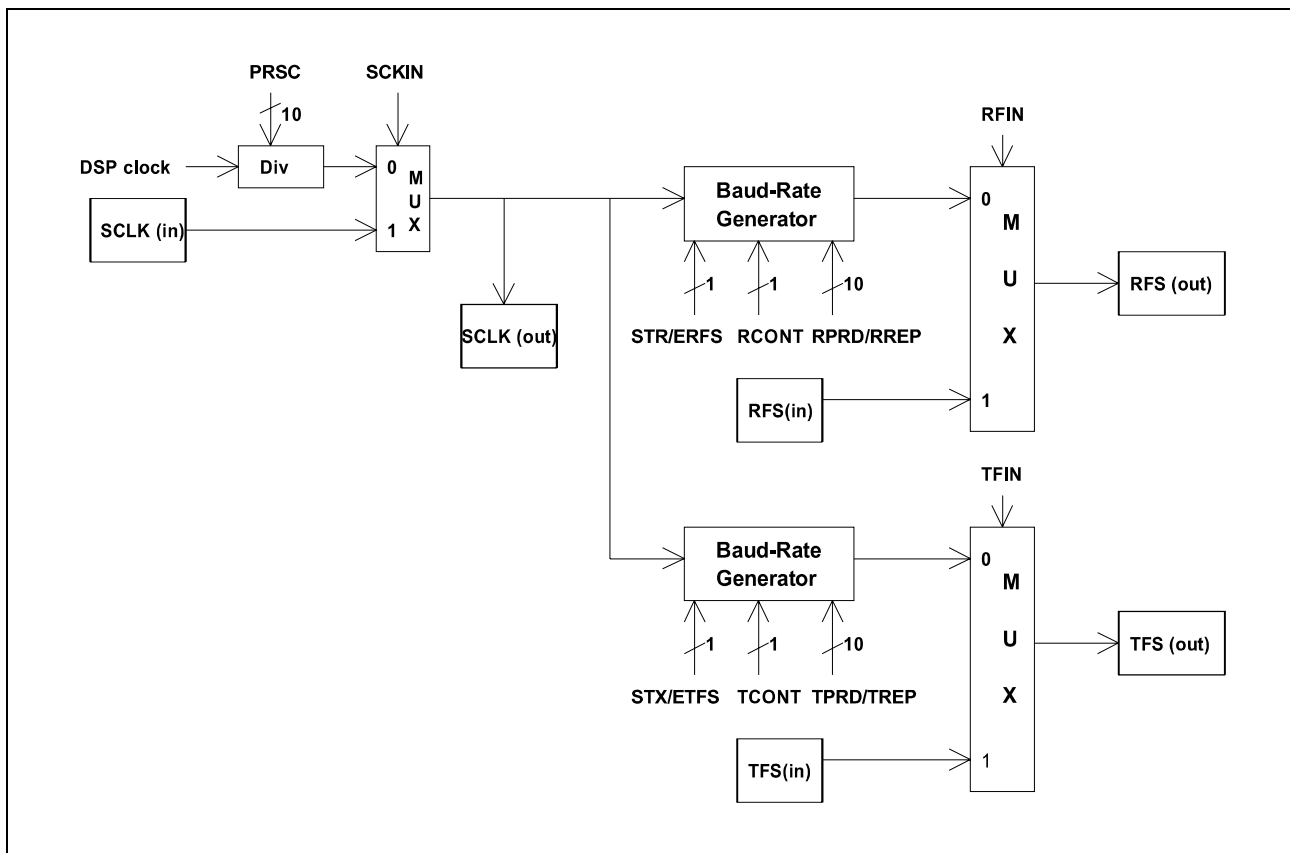 PRSC
SCKIN
10
DSP clock
Div
0
M
U
X
1
SCLK (in)
SCLK (out)
Baud-Rate
Generator
1
1
10
STR/ERFS RCONT RPRD/RREP
RFIN
0
M
U
X
1
RFS (out)
RFS(in)
Baud-Rate
Generator
1
1
10
STX/ETFS TCONT TPRD/TREP
TFIN
0
M
U
X
1
TFS (out)
TFS(in)